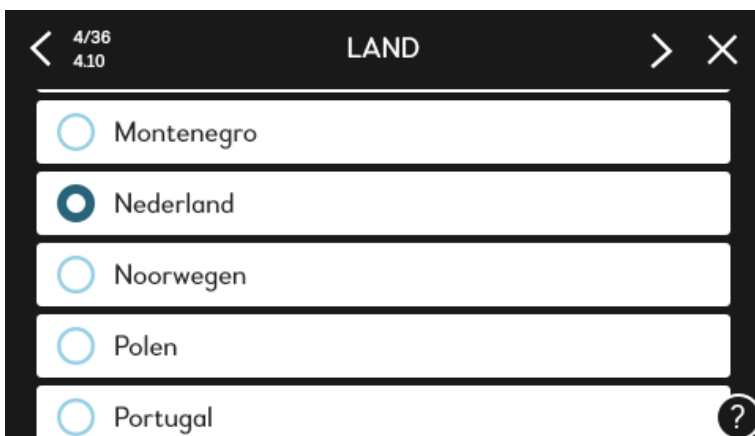 4/36
4.10
LAND
Montenegro
Nederland
Noorwegen
Polen
Portugal
?